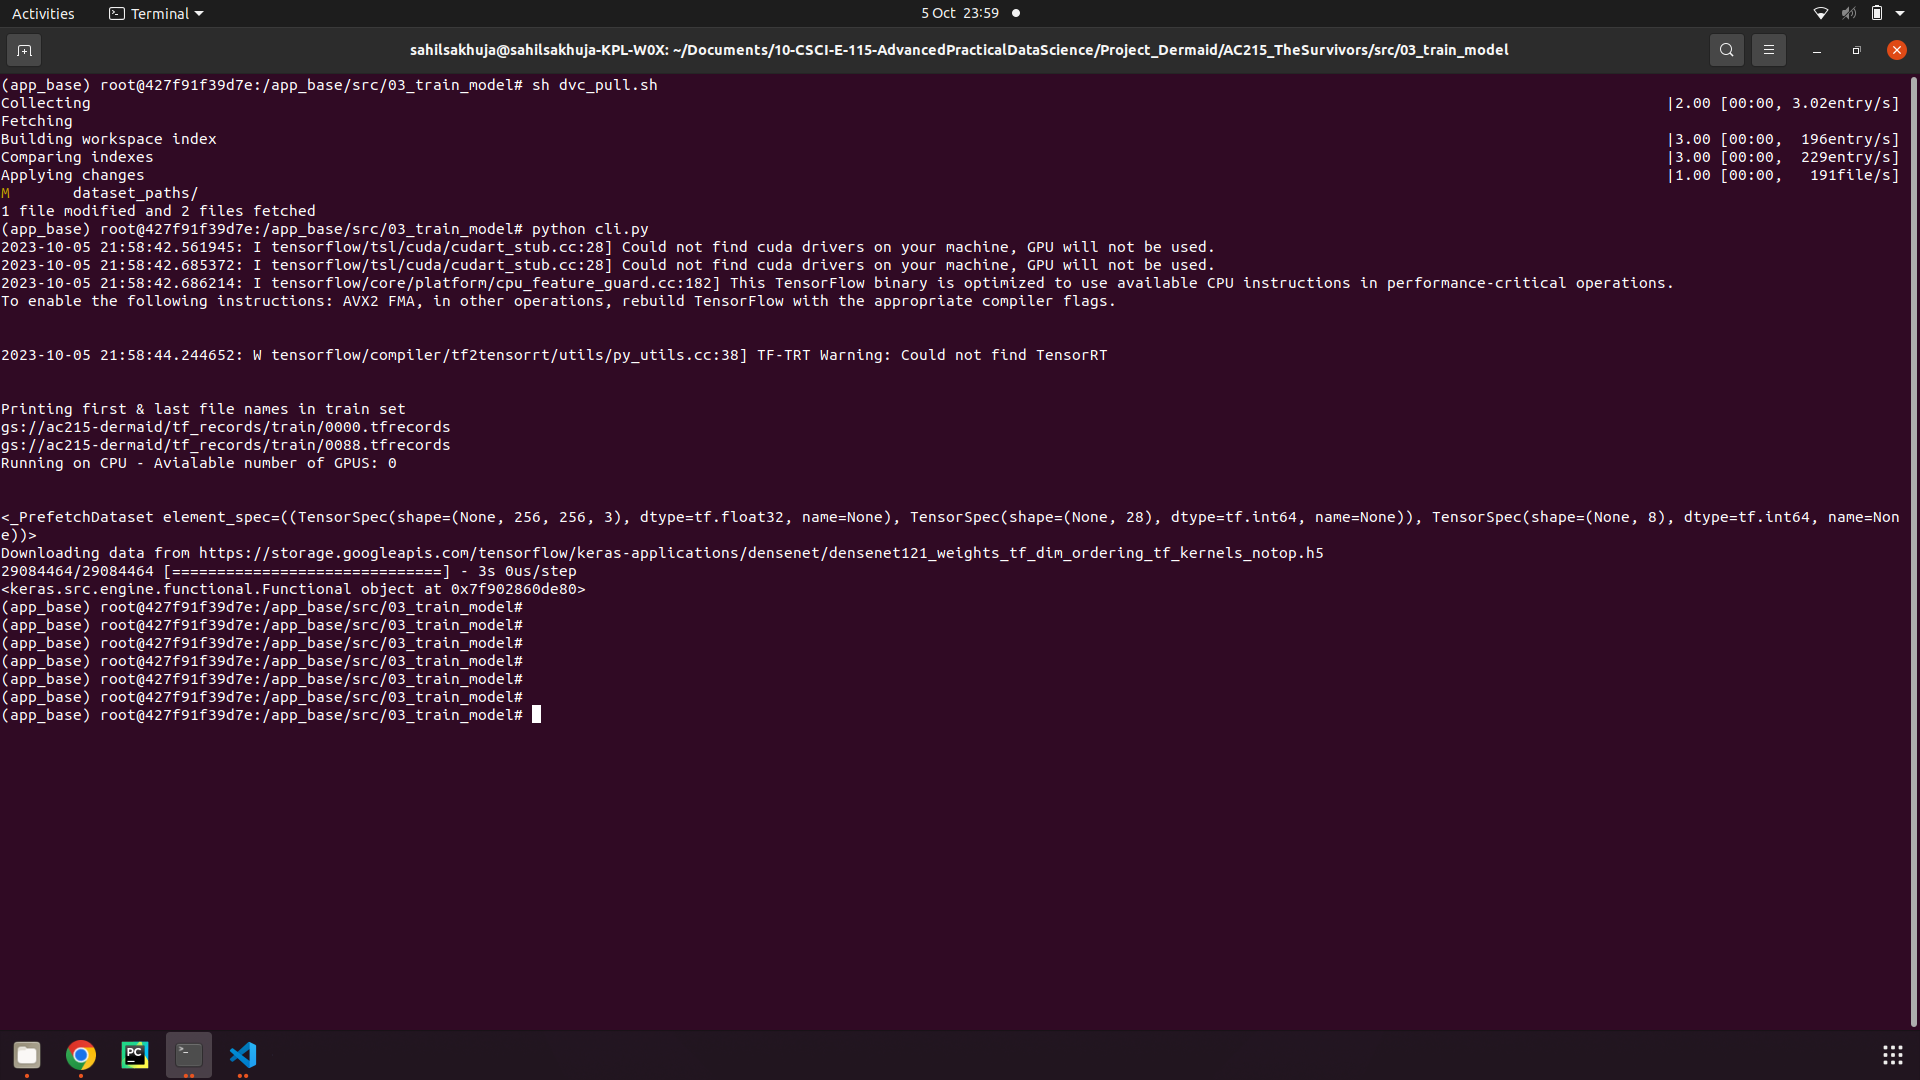 Activities
Terminal
5 Oct 23:59
sahilsakhuja@sahilsakhuja-KPL-W0X: ~/Documents/10-CSCI-E-115-AdvancedPracticalDataScience/Project_Dermaid/AC215_TheSurvivors/src/03_train_model
(app_base) root@427f91f39d7e:/app_base/src/03_train_model# sh dvc_pull.sh
Collecting |2.00 [00:00, 3.02entry/s]
Fetching
Building workspace index |3.00 [00:00, 196entry/s]
Comparing indexes |3.00 [00:00, 229entry/s]
Applying changes |1.00 [00:00, 191file/s]
M dataset_paths/
1 file modified and 2 files fetched
(app_base) root@427f91f39d7e:/app_base/src/03_train_model# python cli.py
2023-10-05 21:58:42.561945: I tensorflow/tsl/cuda/cudart_stub.cc:28] Could not find cuda drivers on your machine, GPU will not be used.
2023-10-05 21:58:42.685372: I tensorflow/tsl/cuda/cudart_stub.cc:28] Could not find cuda drivers on your machine, GPU will not be used.
2023-10-05 21:58:42.686214: I tensorflow/core/platform/cpu_feature_guard.cc:182] This TensorFlow binary is optimized to use available CPU instructions in performance-critical operations.
To enable the following instructions: AVX2 FMA, in other operations, rebuild TensorFlow with the appropriate compiler flags.
2023-10-05 21:58:44.244652: W tensorflow/compiler/tf2tensorrt/utils/py_utils.cc:38] TF-TRT Warning: Could not find TensorRT
Printing first & last file names in train set
gs://ac215-dermaid/tf_records/train/0000.tfrecords
gs://ac215-dermaid/tf_records/train/0088.tfrecords
Running on CPU - Avialable number of GPUS: 0
<_PrefetchDataset element_spec=((TensorSpec(shape=(None, 256, 256, 3), dtype=tf.float32, name=None), TensorSpec(shape=(None, 28), dtype=tf.int64, name=None)), TensorSpec(shape=(None, 8), dtype=tf.int64, name=Non
e))>
Downloading data from https://storage.googleapis.com/tensorflow/keras-applications/densenet/densenet121_weights_tf_dim_ordering_tf_kernels_notop.h5
29084464/29084464 [==============================] - 3s 0us/step
<keras.src.engine.functional.Functional object at 0x7f902860de80>
(app_base) root@427f91f39d7e:/app_base/src/03_train_model#
(app_base) root@427f91f39d7e:/app_base/src/03_train_model#
(app_base) root@427f91f39d7e:/app_base/src/03_train_model#
(app_base) root@427f91f39d7e:/app_base/src/03_train_model#
(app_base) root@427f91f39d7e:/app_base/src/03_train_model#
(app_base) root@427f91f39d7e:/app_base/src/03_train_model#
(app_base) root@427f91f39d7e:/app_base/src/03_train_model#
PC